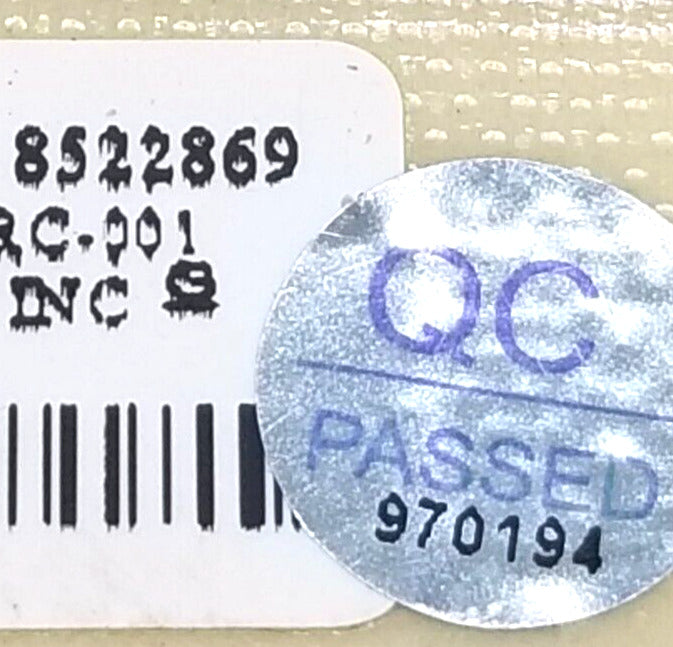 8522869
RC-001
INC
QC
PASSED
970194